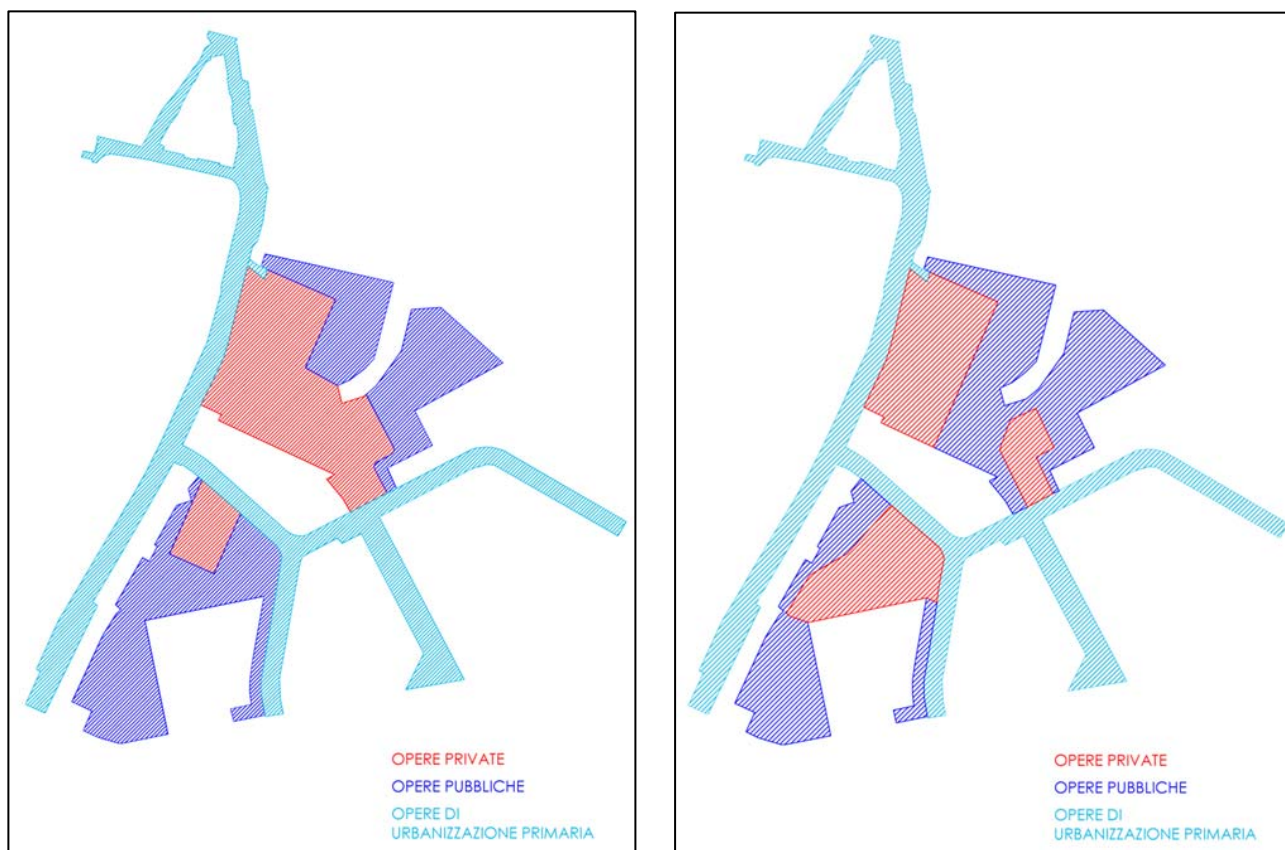 OPERE PRIVATE
OPERE PUBBLICHE
OPERE DI
URBANIZZAZIONE PRIMARIA
OPERE PRIVATE
OPERE PUBBLICHE
OPERE DI
URBANIZZAZIONE PRIMARIA